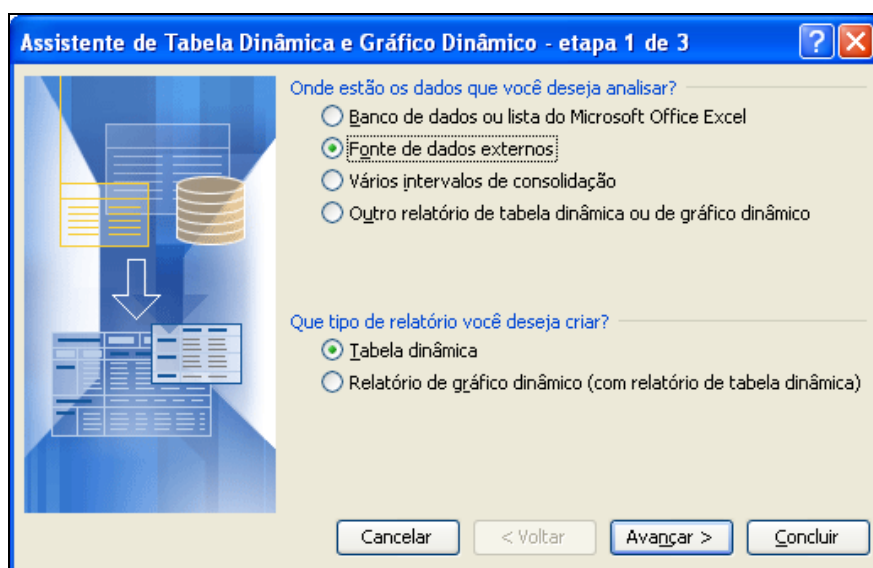 Assistente de Tabela Dinâmica e Gráfico Dinâmico - etapa 1 de 3
Onde estão os dados que você deseja analisar?
Banco de dados ou lista do Microsoft Office Excel
Fonte de dados externos
Vários intervalos de consolidação
Outro relatório de tabela dinâmica ou de gráfico dinâmico
Que tipo de relatório você deseja criar?
Tabela dinâmica
Relatório de gráfico dinâmico (com relatório de tabela dinâmica)
Cancelar < Voltar Avançar > Concluir